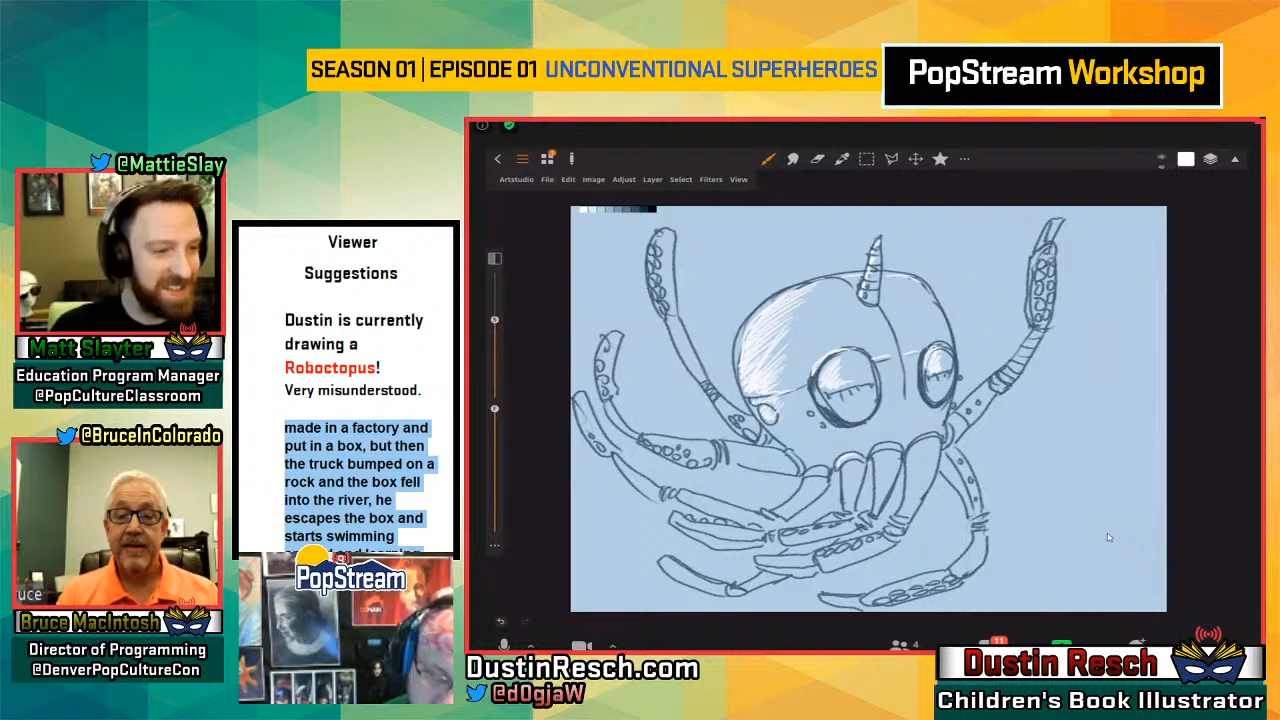 SEASON 01 | EPISODE 01 UNCONVENTIONAL SUPERHEROES
PopStream Workshop
@MattieSlay
Matt Slayter
Education Program Manager
@PopCultureClassroom
@BruceInColorado
uce
Bruce MacIntosh
Director of Programming
@DenverPopCultureCon
Viewer
Suggestions
Dustin is currently
drawing a
Roboctopus!
Very misunderstood.
made in a factory and
put in a box, but then
the truck bumped on a
rock and the box fell
into the river, he
escapes the box and
starts swimming
PopStream
Artstudio File Edit Image Adjust Layer Select Filters View
S
F
4
11
DustinResch.com
@d0gjaW
Dustin Resch
Children's Book Illustrator